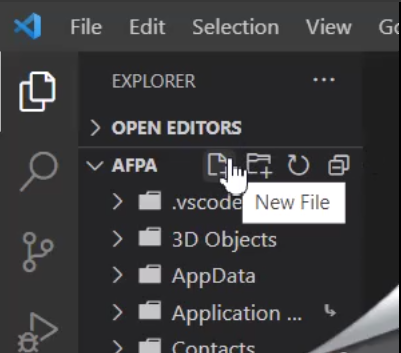 File Edit Selection View Go
EXPLORER
OPEN EDITORS
AFPA
.vscode
New File
3D Objects
AppData
Application ...
Contacts